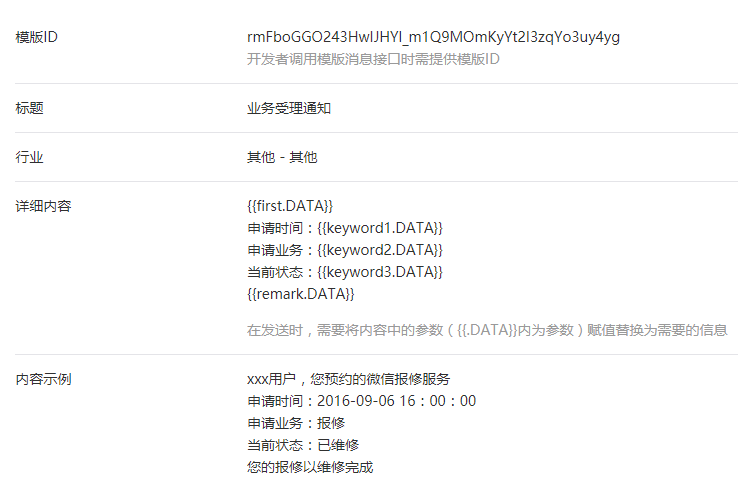 模版ID
rmFboGGO243HwIJHYI_m1Q9MOmKyYt2I3zqYo3uy4yg
开发者调用模版消息接口时需提供模版ID
标题
业务受理通知
行业
其他 - 其他
详细内容
{{first.DATA}}
申请时间：{{keyword1.DATA}}
申请业务：{{keyword2.DATA}}
当前状态：{{keyword3.DATA}}
{{remark.DATA}}
在发送时，需要将内容中的参数（{{.DATA}}内为参数）赋值替换为需要的信息
内容示例
xxx用户，您预约的微信报修服务
申请时间：2016-09-06 16：00：00
申请业务：报修
当前状态：已维修
您的报修以维修完成